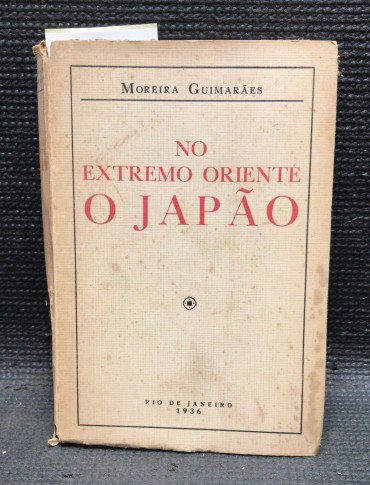 MOREIRA GUIMARÃES
NO
EXTREMO ORIENTE
O JAPÃO
RIO DE JANEIRO
1936